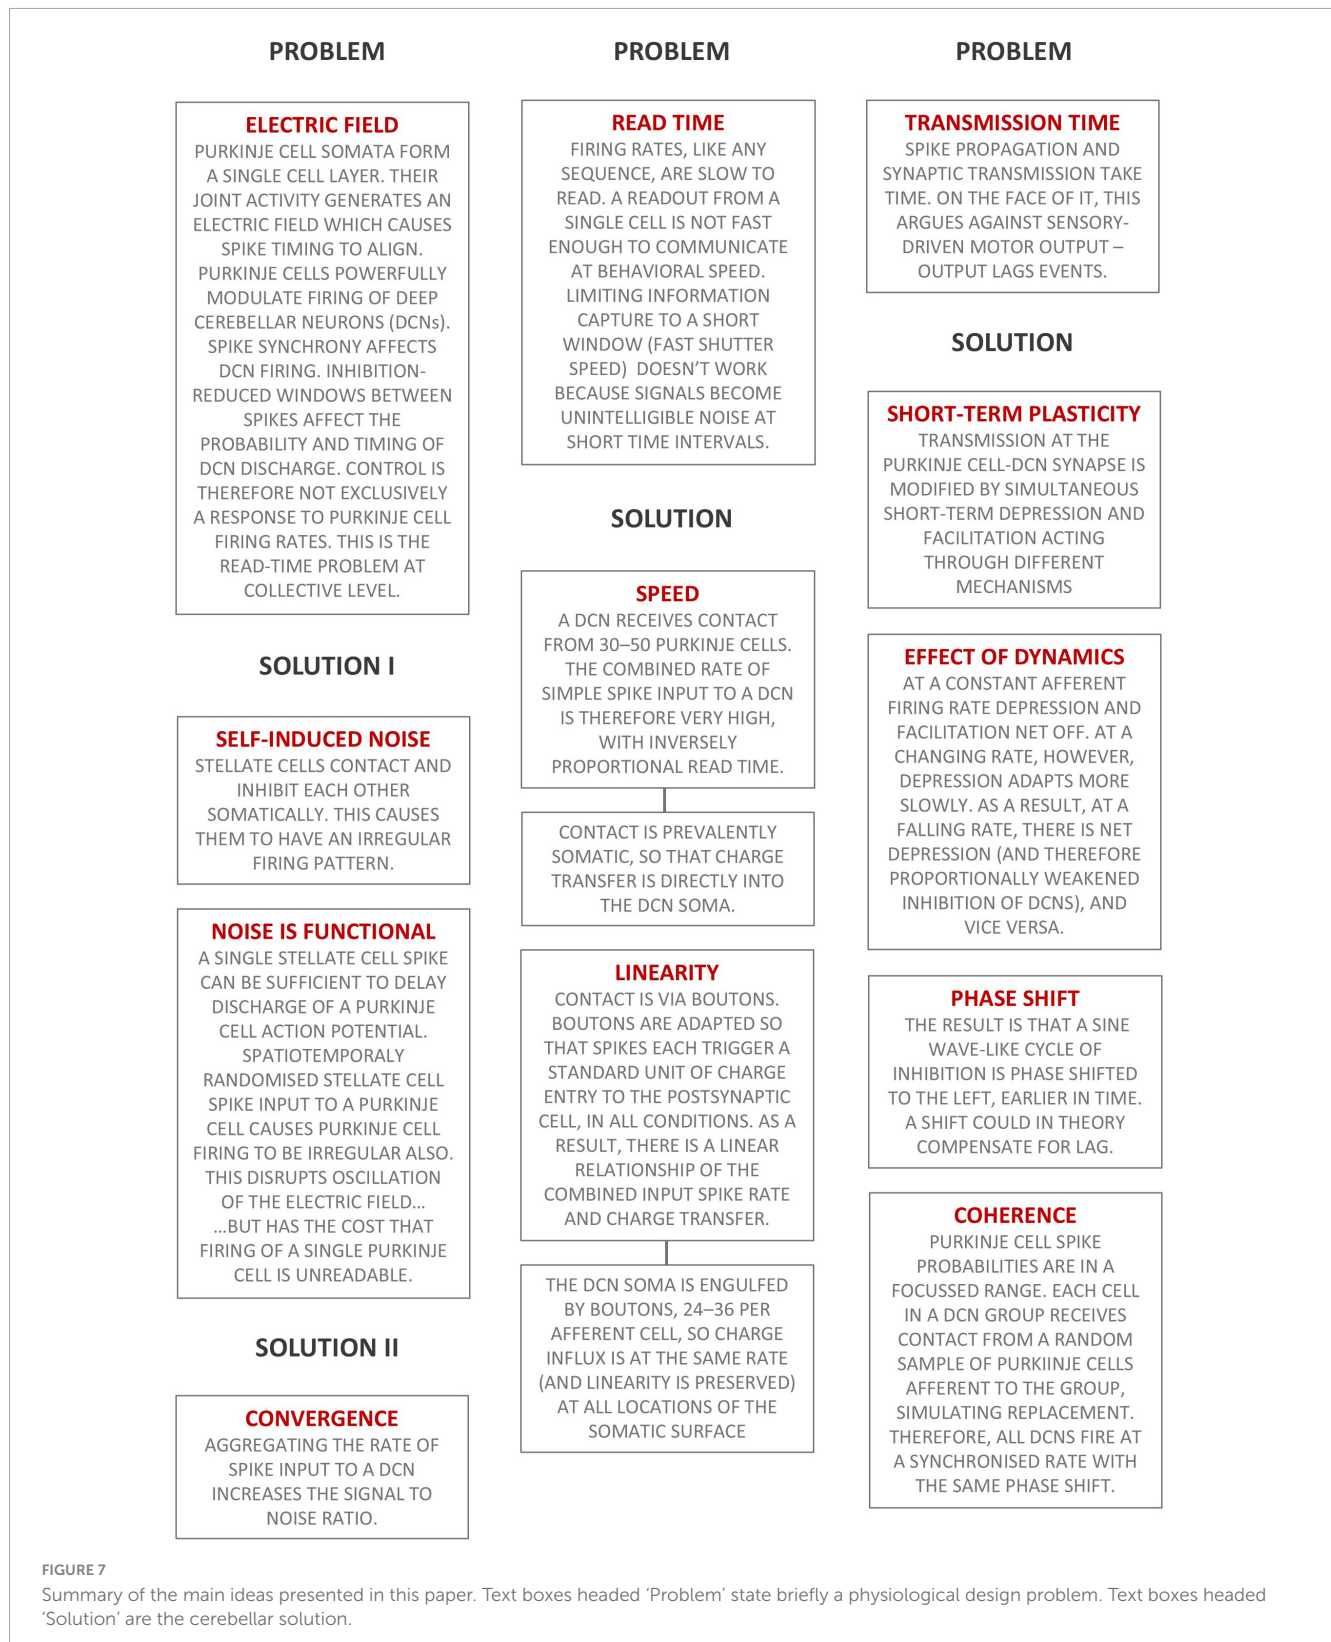 PROBLEM
ELECTRIC FIELD
PURKINJE CELL SOMATA FORM
A SINGLE CELL LAYER. THEIR
JOINT ACTIVITY GENERATES AN
ELECTRIC FIELD WHICH CAUSES
SPIKE TIMING TO ALIGN.
PURKINJE CELLS POWERFULLY
MODULATE FIRING OF DEEP
CEREBELLAR NEURONS (DCNs).
SPIKE SYNCHRONY AFFECTS
DCN FIRING. INHIBITION-
REDUCED WINDOWS BETWEEN
SPIKES AFFECT THE
PROBABILITY AND TIMING OF
DCN DISCHARGE. CONTROL IS
THEREFORE NOT EXCLUSIVELY
A RESPONSE TO PURKINJE CELL
FIRING RATES. THIS IS THE
READ-TIME PROBLEM AT
COLLECTIVE LEVEL.
SOLUTION I
SELF-INDUCED NOISE
STELLATE CELLS CONTACT AND
INHIBIT EACH OTHER
SOMATICALLY. THIS CAUSES
THEM TO HAVE AN IRREGULAR
FIRING PATTERN.
NOISE IS FUNCTIONAL
A SINGLE STELLATE CELL SPIKE
CAN BE SUFFICIENT TO DELAY
DISCHARGE OF A PURKINJE
CELL ACTION POTENTIAL.
SPATIOTEMPORALY
RANDOMISED STELLATE CELL
SPIKE INPUT TO A PURKINJE
CELL CAUSES PURKINJE CELL
FIRING TO BE IRREGULAR ALSO.
THIS DISRUPTS OSCILLATION
OF THE ELECTRIC FIELD...
...BUT HAS THE COST THAT
FIRING OF A SINGLE PURKINJE
CELL IS UNREADABLE.
SOLUTION II
CONVERGENCE
AGGREGATING THE RATE OF
SPIKE INPUT TO A DCN
INCREASES THE SIGNAL TO
NOISE RATIO.
PROBLEM
READ TIME
FIRING RATES, LIKE ANY
SEQUENCE, ARE SLOW TO
READ. A READOUT FROM A
SINGLE CELL IS NOT FAST
ENOUGH TO COMMUNICATE
AT BEHAVIORAL SPEED.
LIMITING INFORMATION
CAPTURE TO A SHORT
WINDOW (FAST SHUTTER
SPEED) DOESN'T WORK
BECAUSE SIGNALS BECOME
UNINTELLIGIBLE NOISE AT
SHORT TIME INTERVALS.
SOLUTION
SPEED
A DCN RECEIVES CONTACT
FROM 30–50 PURKINJE CELLS.
THE COMBINED RATE OF
SIMPLE SPIKE INPUT TO A DCN
IS THEREFORE VERY HIGH,
WITH INVERSELY
PROPORTIONAL READ TIME.
CONTACT IS PREVALENTLY
SOMATIC, SO THAT CHARGE
TRANSFER IS DIRECTLY INTO
THE DCN SOMA.
LINEARITY
CONTACT IS VIA BOUTONS.
BOUTONS ARE ADAPTED SO
THAT SPIKES EACH TRIGGER A
STANDARD UNIT OF CHARGE
ENTRY TO THE POSTSYNAPTIC
CELL, IN ALL CONDITIONS. AS A
RESULT, THERE IS A LINEAR
RELATIONSHIP OF THE
COMBINED INPUT SPIKE RATE
AND CHARGE TRANSFER.
THE DCN SOMA IS ENGULFED
BY BOUTONS, 24–36 PER
AFFERENT CELL, SO CHARGE
INFLUX IS AT THE SAME RATE
(AND LINEARITY IS PRESERVED)
AT ALL LOCATIONS OF THE
SOMATIC SURFACE
PROBLEM
TRANSMISSION TIME
SPIKE PROPAGATION AND
SYNAPTIC TRANSMISSION TAKE
TIME. ON THE FACE OF IT, THIS
ARGUES AGAINST SENSORY-
DRIVEN MOTOR OUTPUT –
OUTPUT LAGS EVENTS.
SOLUTION
SHORT-TERM PLASTICITY
TRANSMISSION AT THE
PURKINJE CELL-DCN SYNAPSE IS
MODIFIED BY SIMULTANEOUS
SHORT-TERM DEPRESSION AND
FACILITATION ACTING
THROUGH DIFFERENT
MECHANISMS
EFFECT OF DYNAMICS
AT A CONSTANT AFFERENT
FIRING RATE DEPRESSION AND
FACILITATION NET OFF. AT A
CHANGING RATE, HOWEVER,
DEPRESSION ADAPTS MORE
SLOWLY. AS A RESULT, AT A
FALLING RATE, THERE IS NET
DEPRESSION (AND THEREFORE
PROPORTIONALLY WEAKENED
INHIBITION OF DCNS), AND
VICE VERSA.
PHASE SHIFT
THE RESULT IS THAT A SINE
WAVE-LIKE CYCLE OF
INHIBITION IS PHASE SHIFTED
TO THE LEFT, EARLIER IN TIME.
A SHIFT COULD IN THEORY
COMPENSATE FOR LAG.
COHERENCE
PURKINJE CELL SPIKE
PROBABILITIES ARE IN A
FOCUSSED RANGE. EACH CELL
IN A DCN GROUP RECEIVES
CONTACT FROM A RANDOM
SAMPLE OF PURKIINJE CELLS
AFFERENT TO THE GROUP,
SIMULATING REPLACEMENT.
THEREFORE, ALL DCNS FIRE AT
A SYNCHRONISED RATE WITH
THE SAME PHASE SHIFT.
FIGURE 7
Summary of the main ideas presented in this paper. Text boxes headed 'Problem' state briefly a physiological design problem. Text boxes headed
'Solution' are the cerebellar solution.